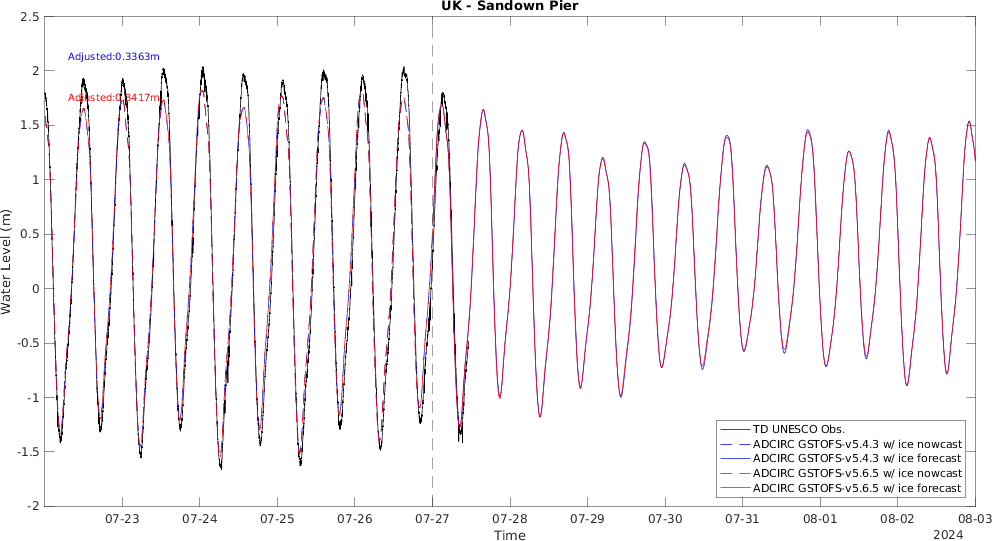 UK - Sandown Pier
2.5
2
1.5
1
0.5
0
-0.5
-1
-1.5
-2
Water Level (m)
Adjusted:0.3363m
Adjusted:0.3417m
TD UNESCO Obs.
ADCIRC GSTOFS-v5.4.3 w/ ice nowcast
ADCIRC GSTOFS-v5.4.3 w/ ice forecast
ADCIRC GSTOFS-v5.6.5 w/ ice nowcast
ADCIRC GSTOFS-v5.6.5 w/ ice forecast
07-23 07-24 07-25 07-26 07-27 07-28 07-29 07-30 07-31 08-01 08-02 08-03
Time
2024